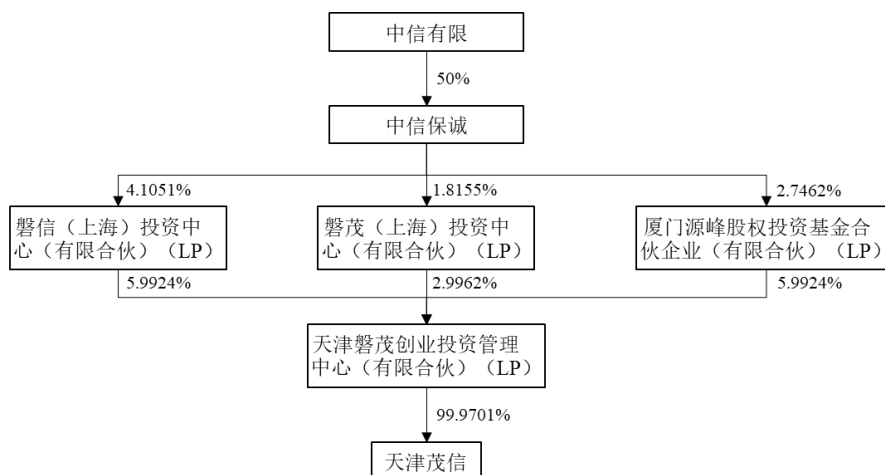 中信有限
50%
中信保诚
4.1051%
1.8155%
2.7462%
磐信（上海）投资中
心（有限合伙）（LP）
磐茂（上海）投资中
心（有限合伙）（LP）
厦门源峰股权投资基金合
伙企业（有限合伙）（LP）
5.9924%
2.9962%
5.9924%
天津磐茂创业投资管理
中心（有限合伙）（LP）
99.9701%
天津茂信